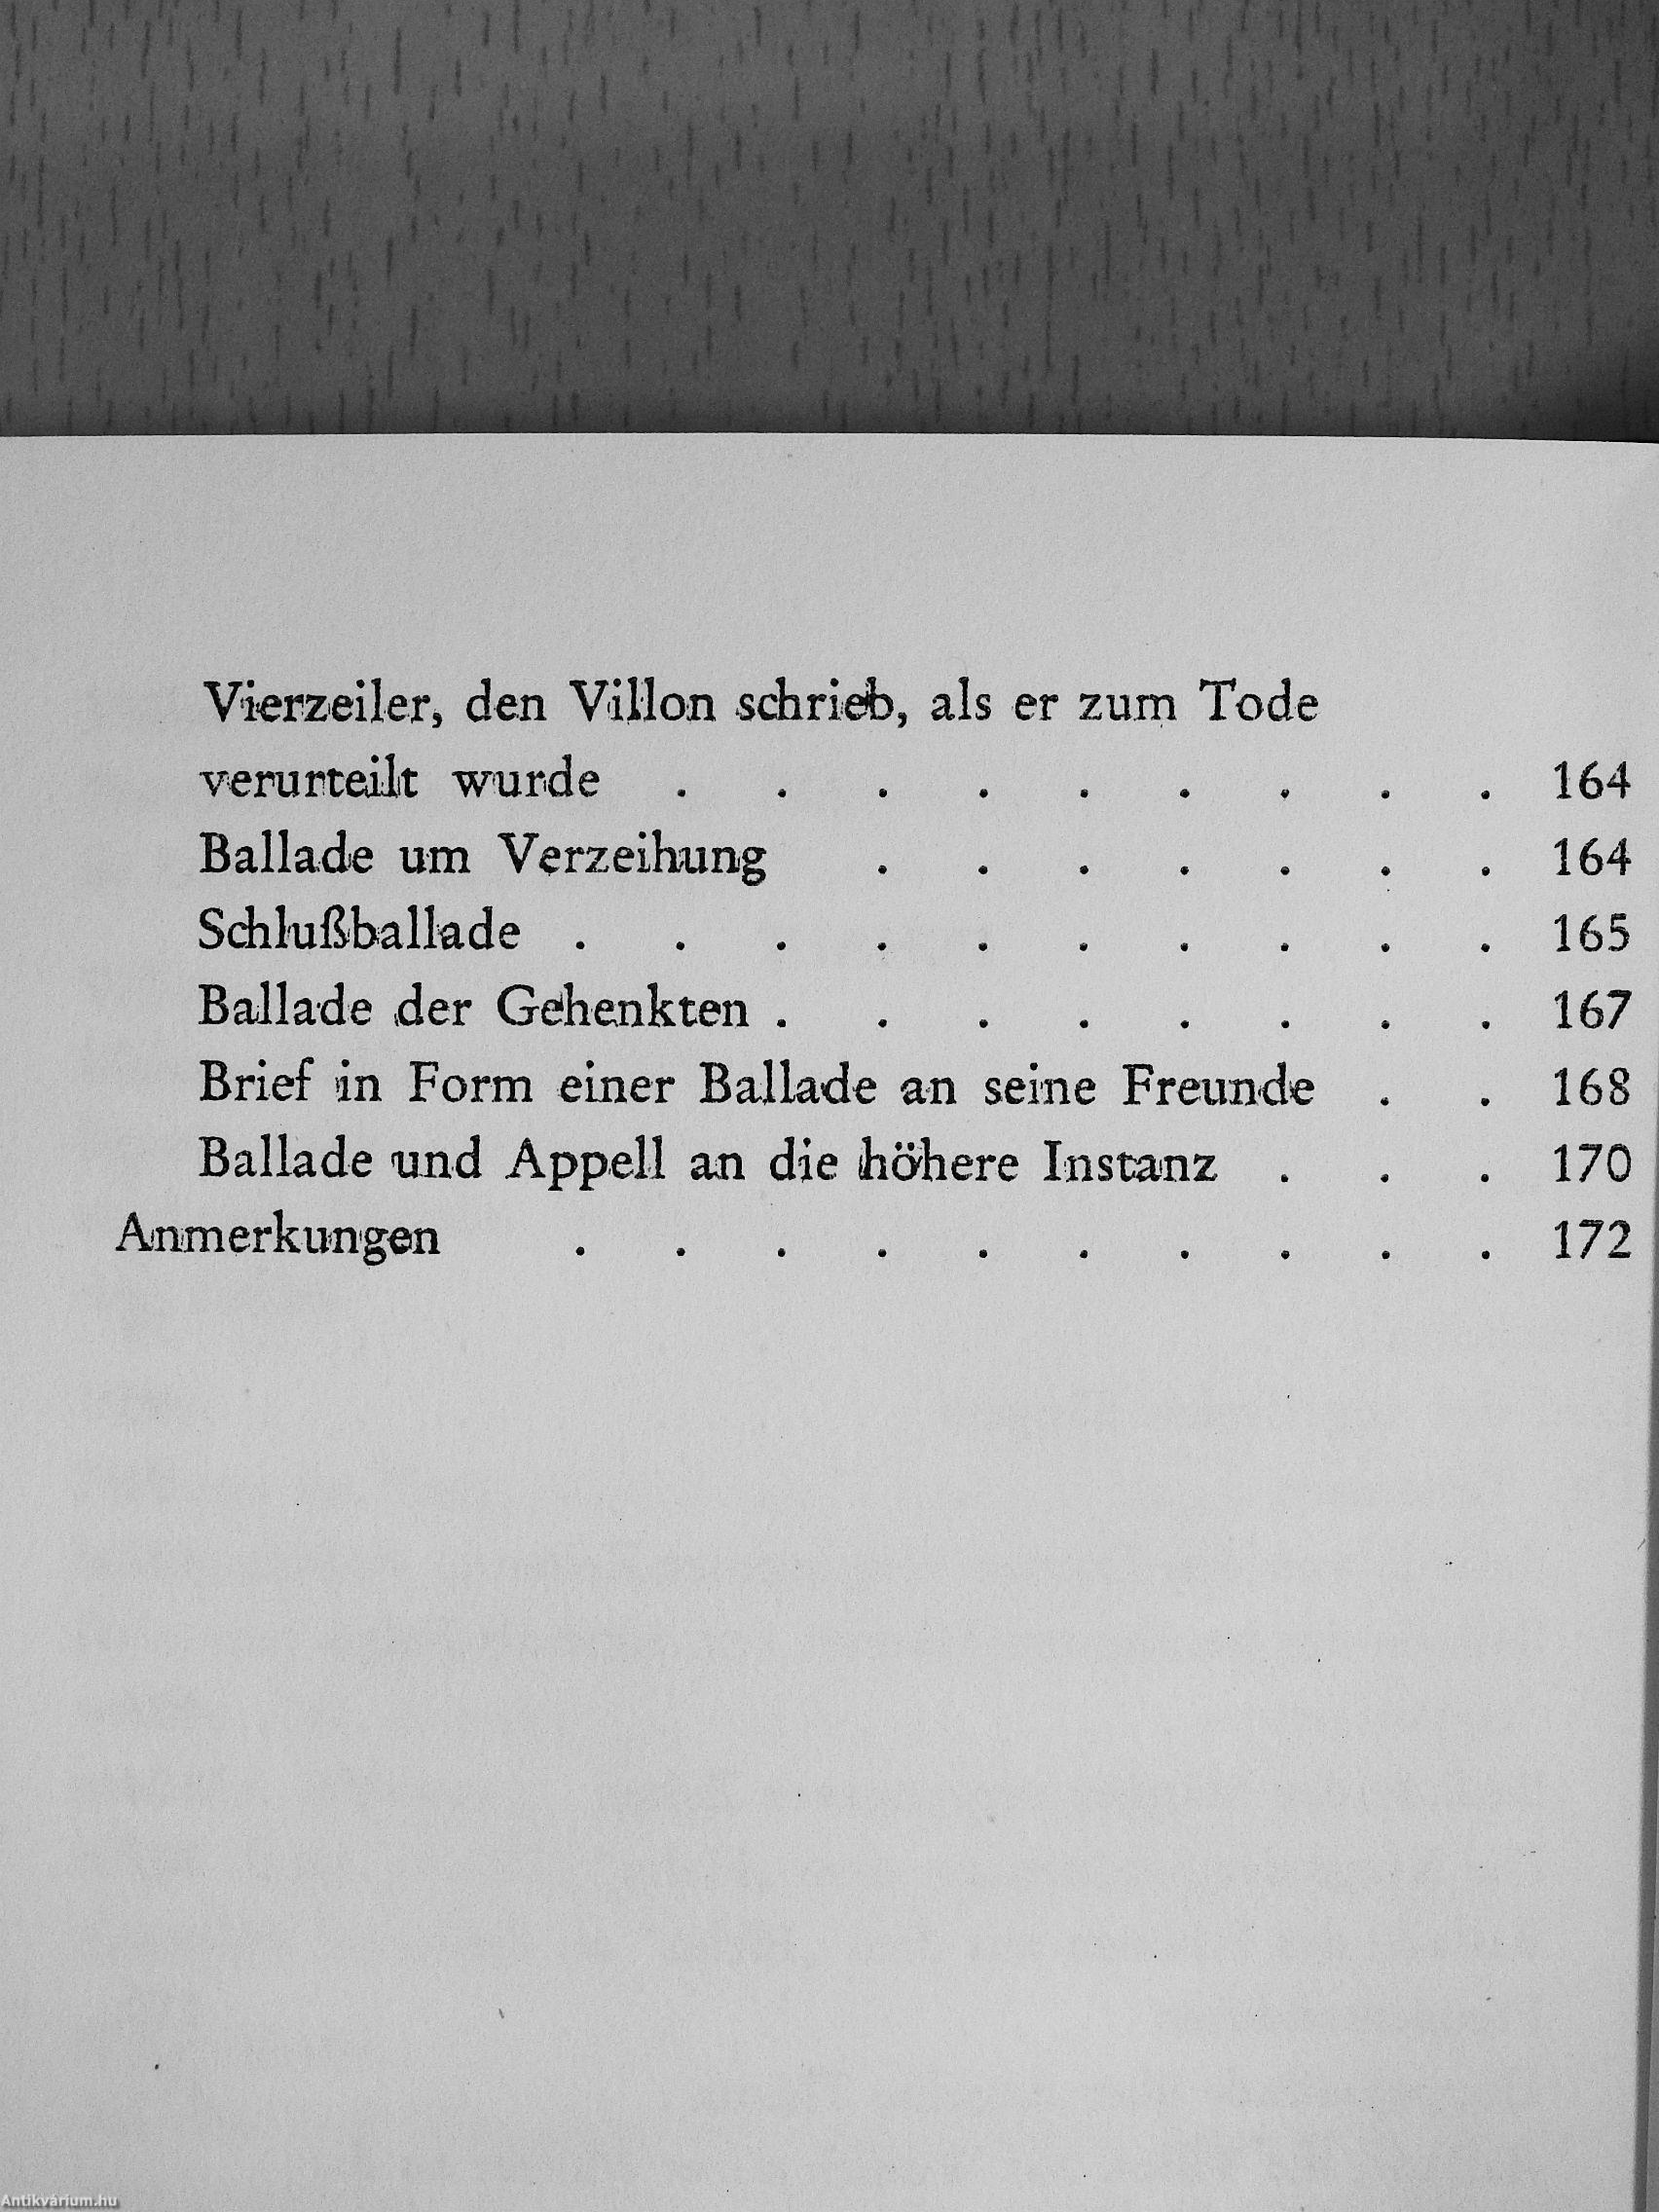 Vierzeiler, den Villon schrieb, als er zum Tode
verurteilt wurde . . . . . . . . . 164
Ballade um Verzeihung . . . . . . . 164
Schlußballade . . . . . . . . . . 165
Ballade der Gehenkten . . . . . . . . 167
Brief in Form einer Ballade an seine Freunde . . 168
Ballade und Appell an die höhere Instanz . . . 170
Anmerkungen . . . . . . . . . . 172
Antikvárium.hu